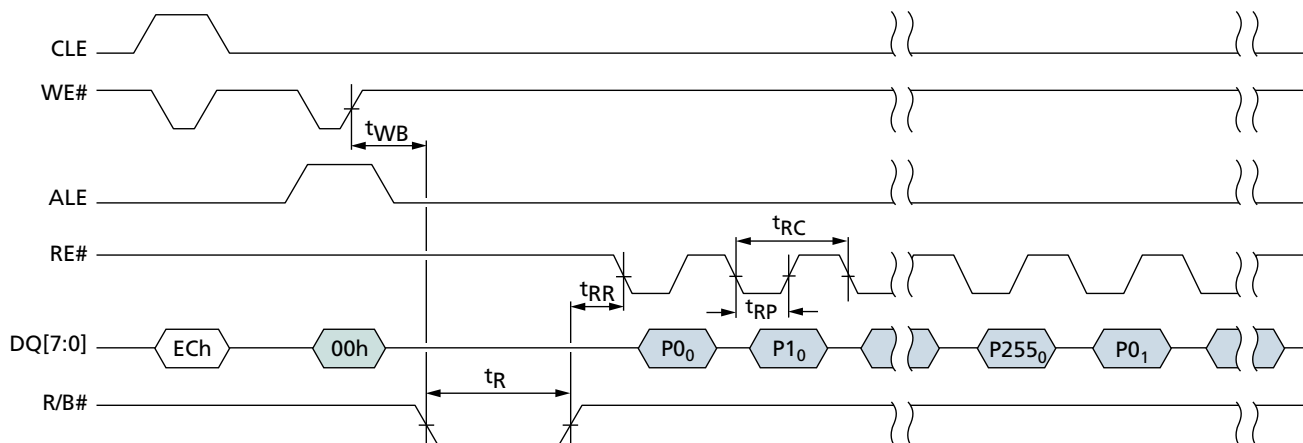 CLE
WE#
tWB
ALE
tRC
RE#
tRR
tRP
DQ[7:0] ECh 00h P0₀ P1₀ P255₀ P0₁
tR
R/B#